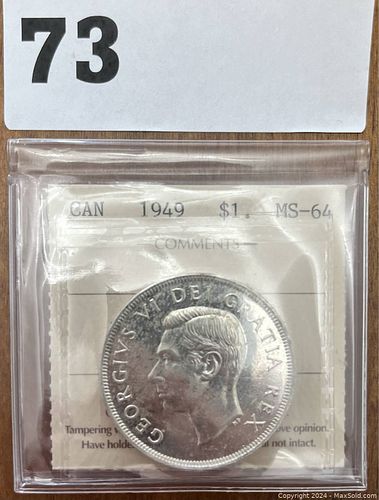 73
CAN 1949 $1. MS-64
COMMENTS
GEORGIVS VI DEI GRATIA REX
Tampering
opinion.
Have
not intact.
Copyright 2024 - MaxSold.com